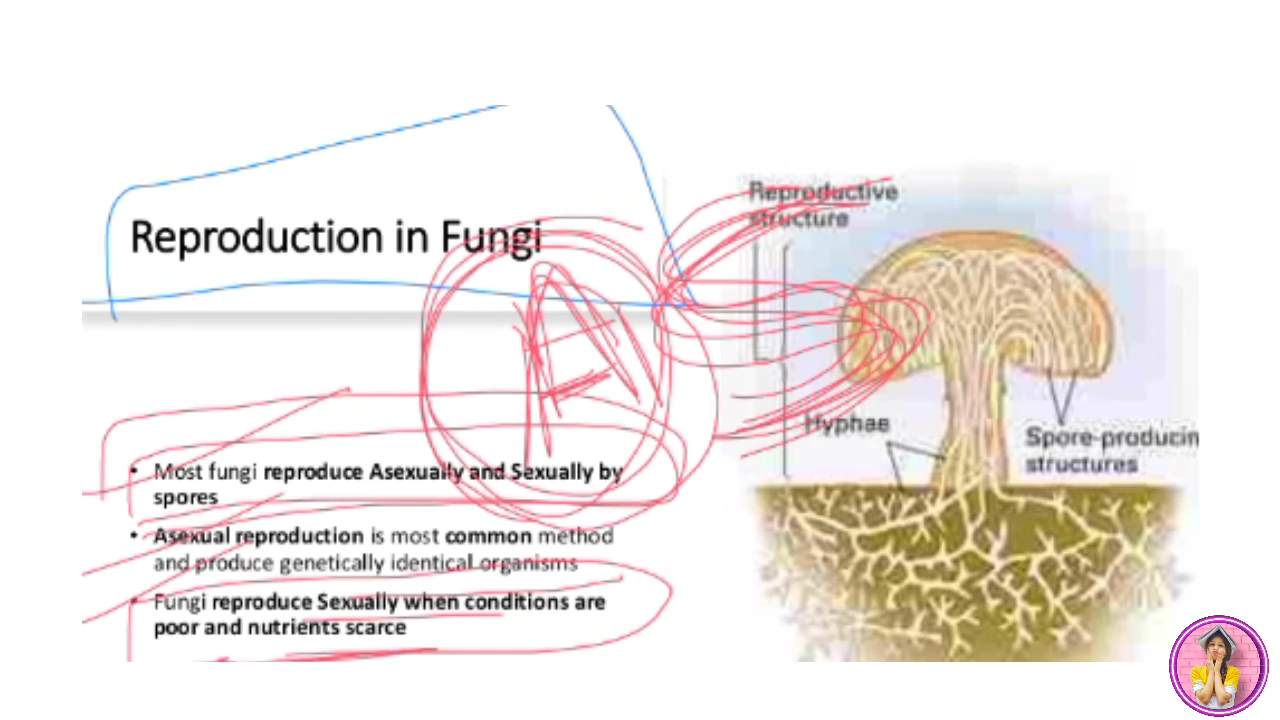 Reproduction in Fungi
A
• Most fungi reproduce Asexually and Sexually by
spores
• Asexual reproduction is most common method
and produce genetically identical organisms
• Fungi reproduce Sexually when conditions are
poor and nutrients scarce
Reproductive
structure
Hyphae
Spore-producin
structures